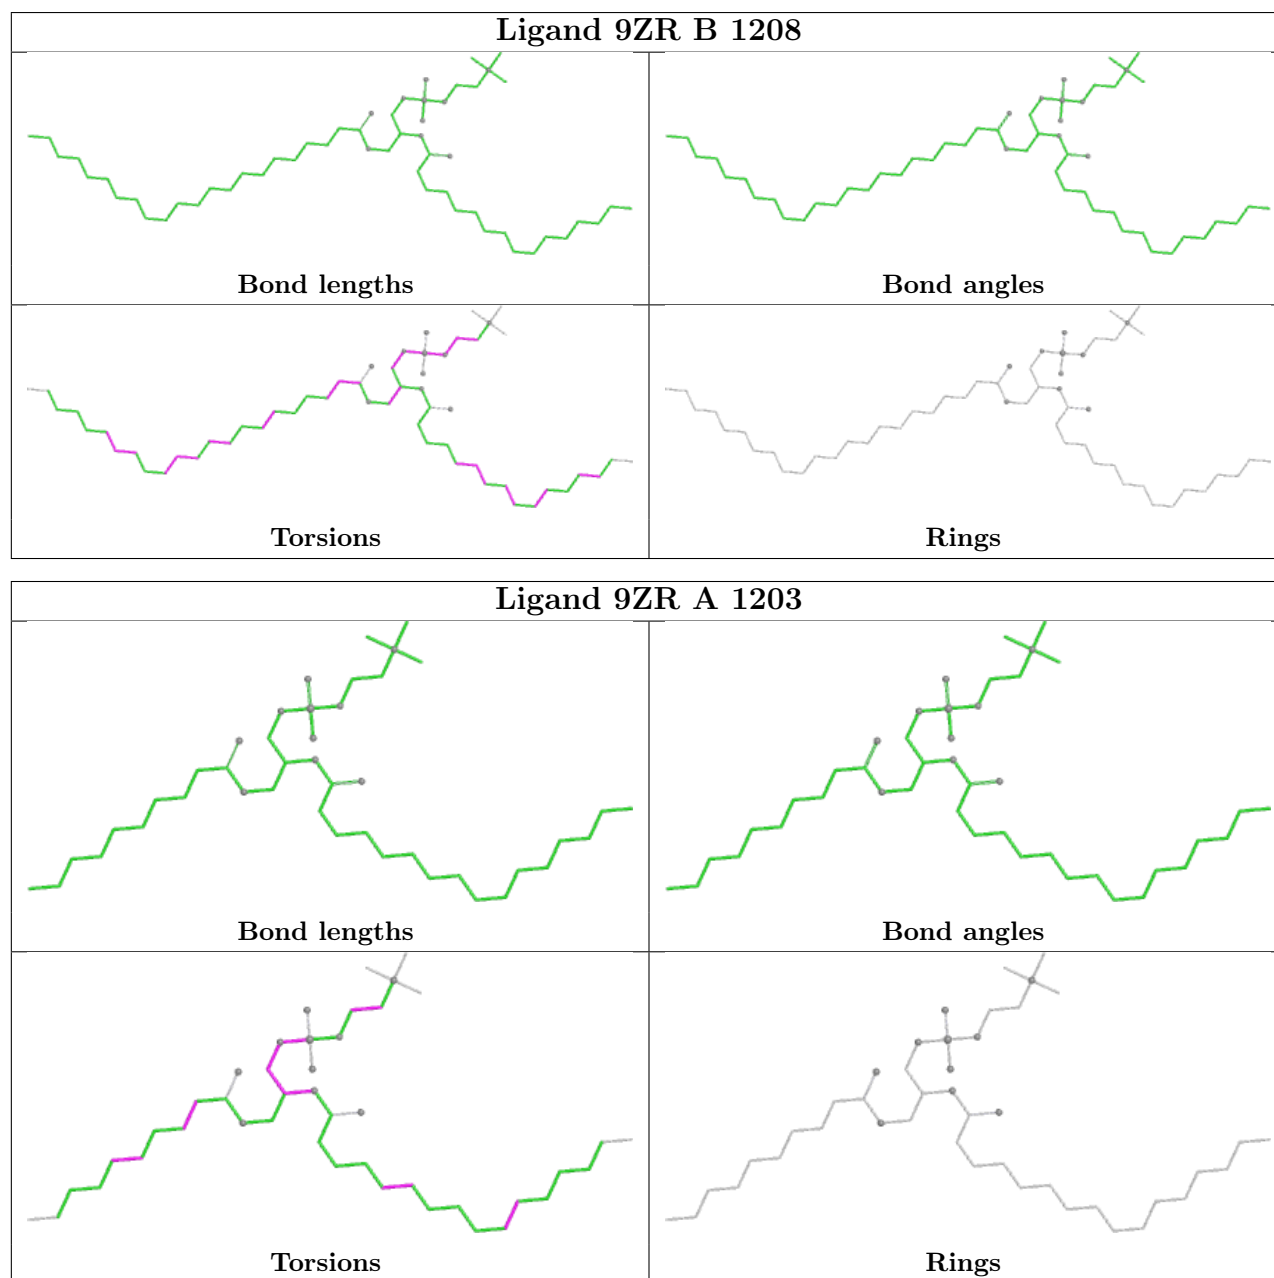 Ligand 9ZR B 1208
Bond lengths
Bond angles
Torsions
Rings
Ligand 9ZR A 1203
Bond lengths
Bond angles
Torsions
Rings